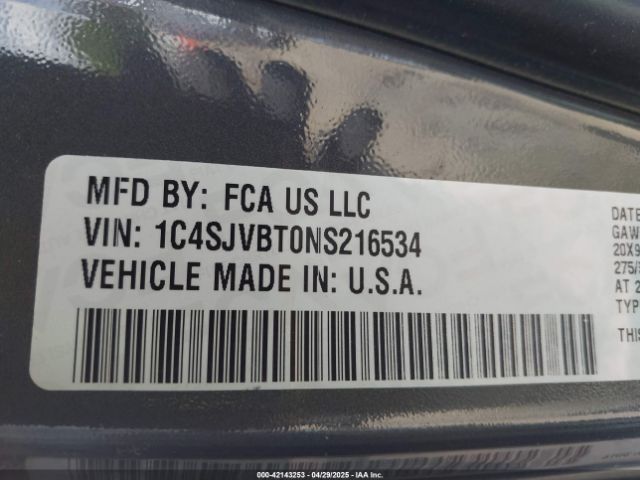 MFD BY: FCA US LLC
VIN: 1C4SJVBT0NS216534
VEHICLE MADE IN: U.S.A.
DATE
GAW
20X9
275/
AT 2
TYP
THIS
000-42143253 04/29/2025 IAA Inc.